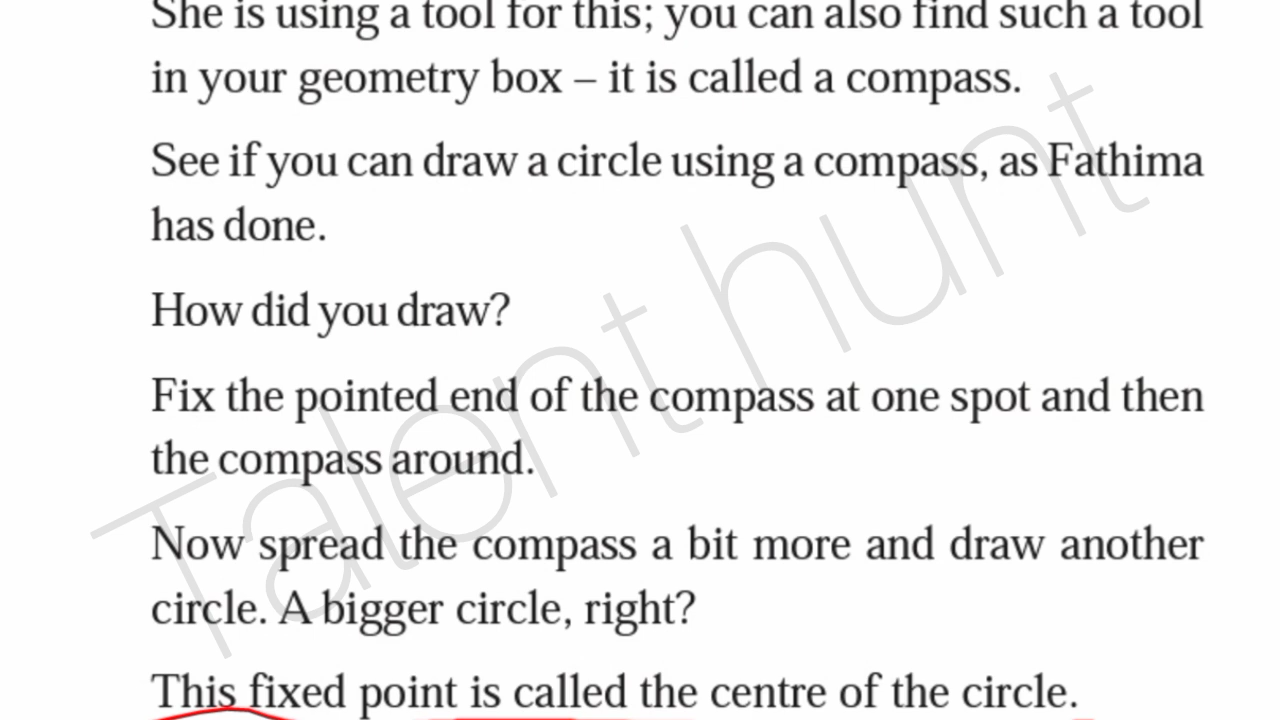 She is using a tool for this; you can also find such a tool
in your geometry box – it is called a compass.
See if you can draw a circle using a compass, as Fathima
has done.
How did you draw?
Fix the pointed end of the compass at one spot and then
the compass around.
Now spread the compass a bit more and draw another
circle. A bigger circle, right?
This fixed point is called the centre of the circle.
Talent hunt